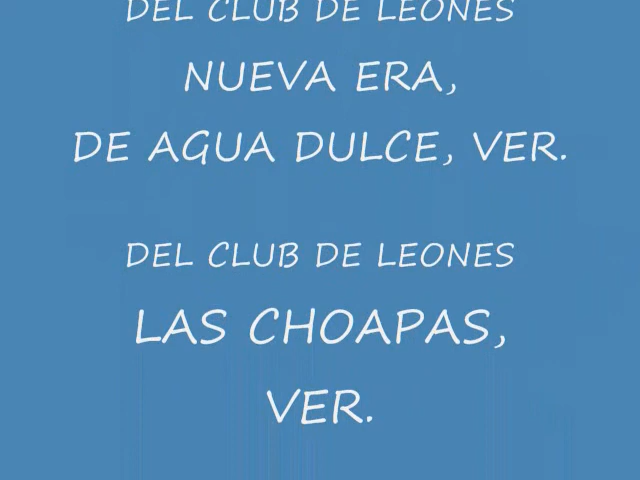 DEL CLUB DE LEONES
NUEVA ERA,
DE AGUA DULCE, VER.
DEL CLUB DE LEONES
LAS CHOAPAS,
VER.